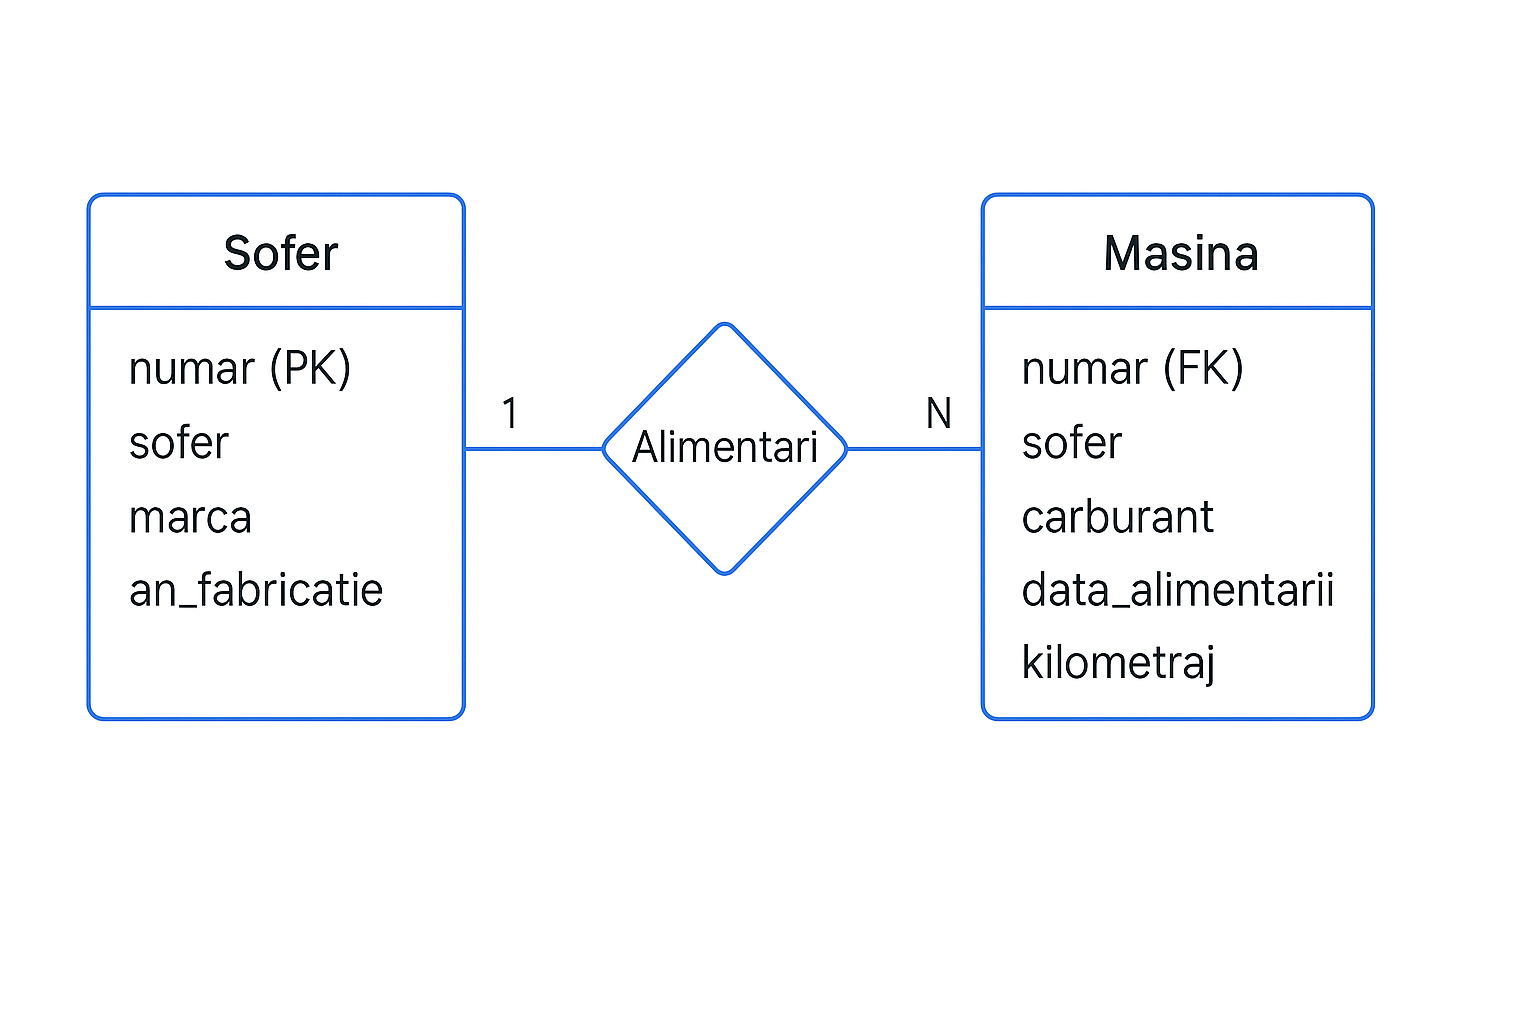 Sofer
numar (PK)
sofer
marca
an_fabricatie
1
Alimentari
N
Masina
numar (FK)
sofer
carburant
data_alimentarii
kilometraj